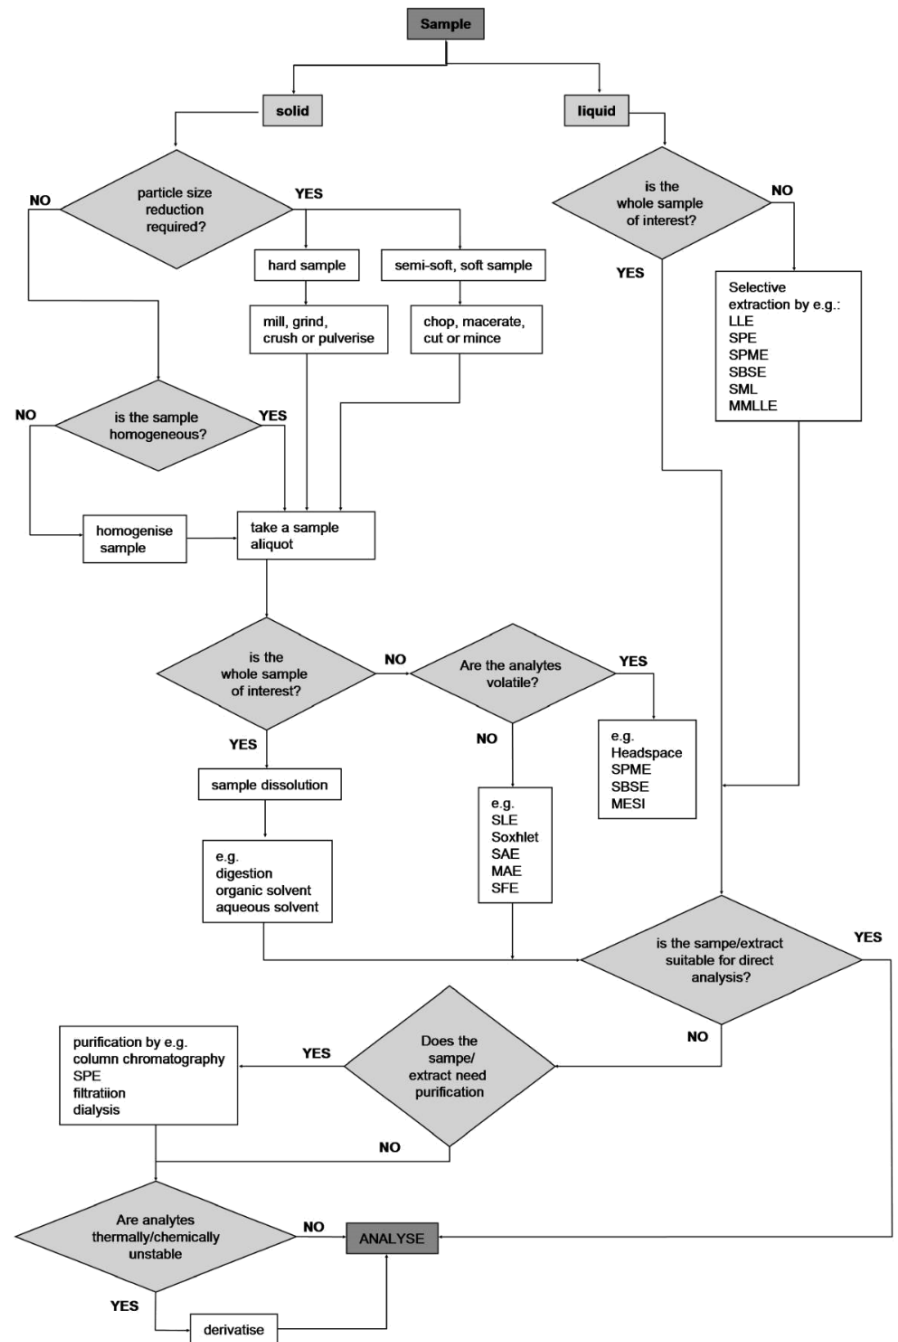 Sample
solid
liquid
particle size
reduction
required?
NO
YES
is the
whole sample
of interest?
NO
YES
hard sample
semi-soft, soft sample
mill, grind,
crush or pulverise
chop, macerate,
cut or mince
Selective
extraction by e.g.:
LLE
SPE
SPME
SBSE
SML
MMLLE
is the sample
homogeneous?
NO
YES
homogenise
sample
take a sample
aliquot
is the
whole sample
of interest?
NO
YES
Are the analytes
volatile?
YES
NO
e.g.
Headspace
SPME
SBSE
MESI
sample dissolution
e.g.
digestion
organic solvent
aqueous solvent
e.g.
SLE
Soxhlet
SAE
MAE
SFE
is the sampe/extract
suitable for direct
analysis?
YES
NO
Does the
sampe/
extract need
purification
YES
NO
purification by e.g.
column chromatography
SPE
filtratiion
dialysis
Are analytes
thermally/chemically
unstable
NO
YES
ANALYSE
derivatise